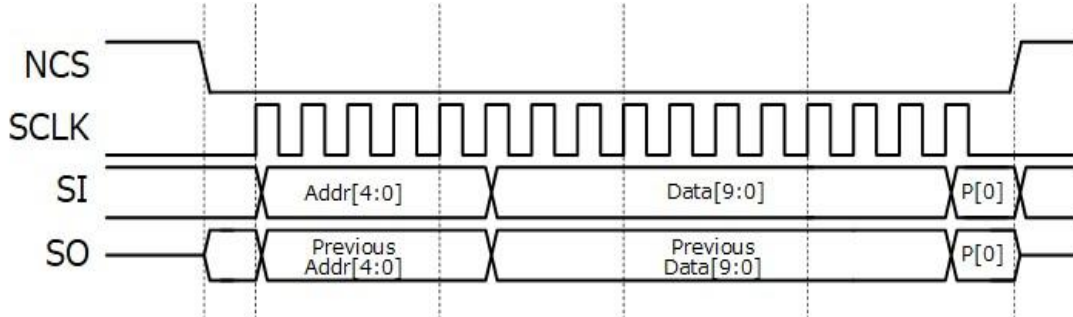 NCS
SCLK
SI
Addr[4:0]
Data[9:0]
P[0]
SO
Previous
Addr[4:0]
Previous
Data[9:0]
P[0]